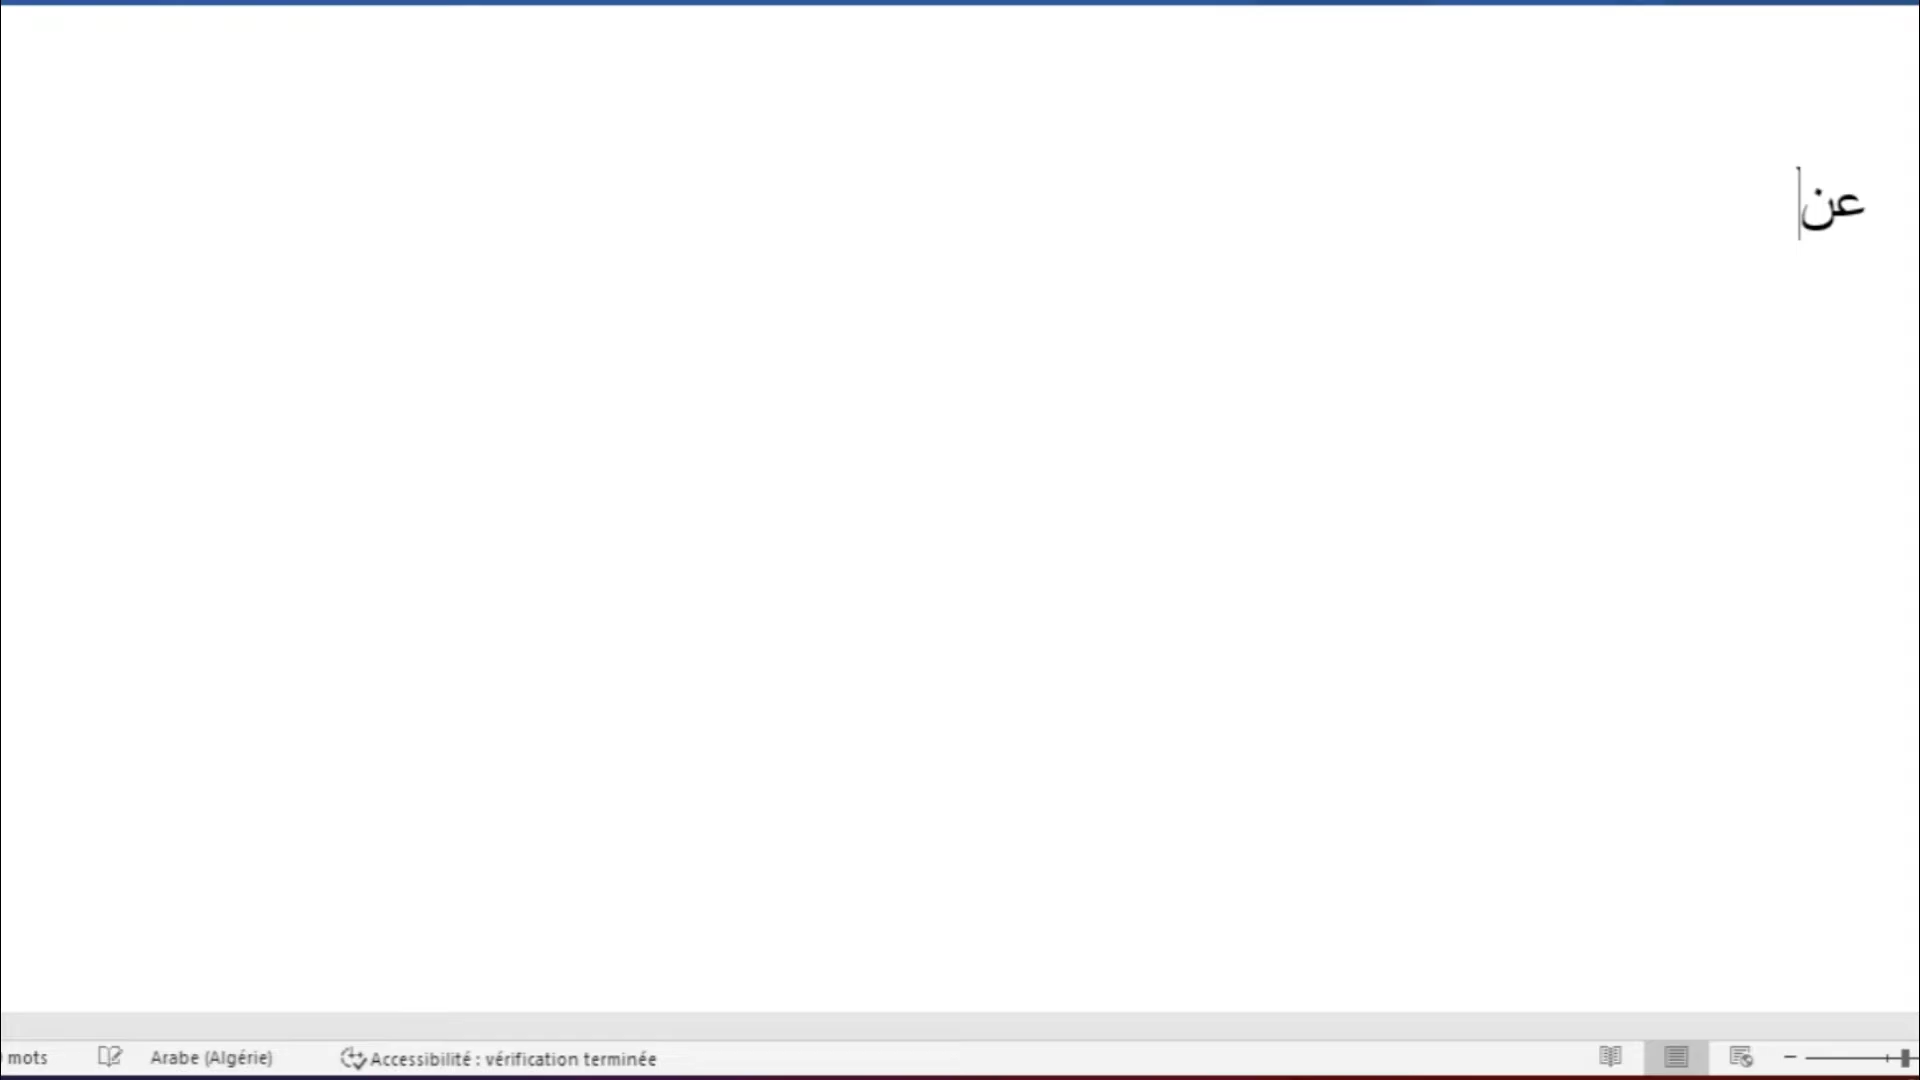 عن
mots
Arabe (Algérie)
Accessibilité : vérification terminée